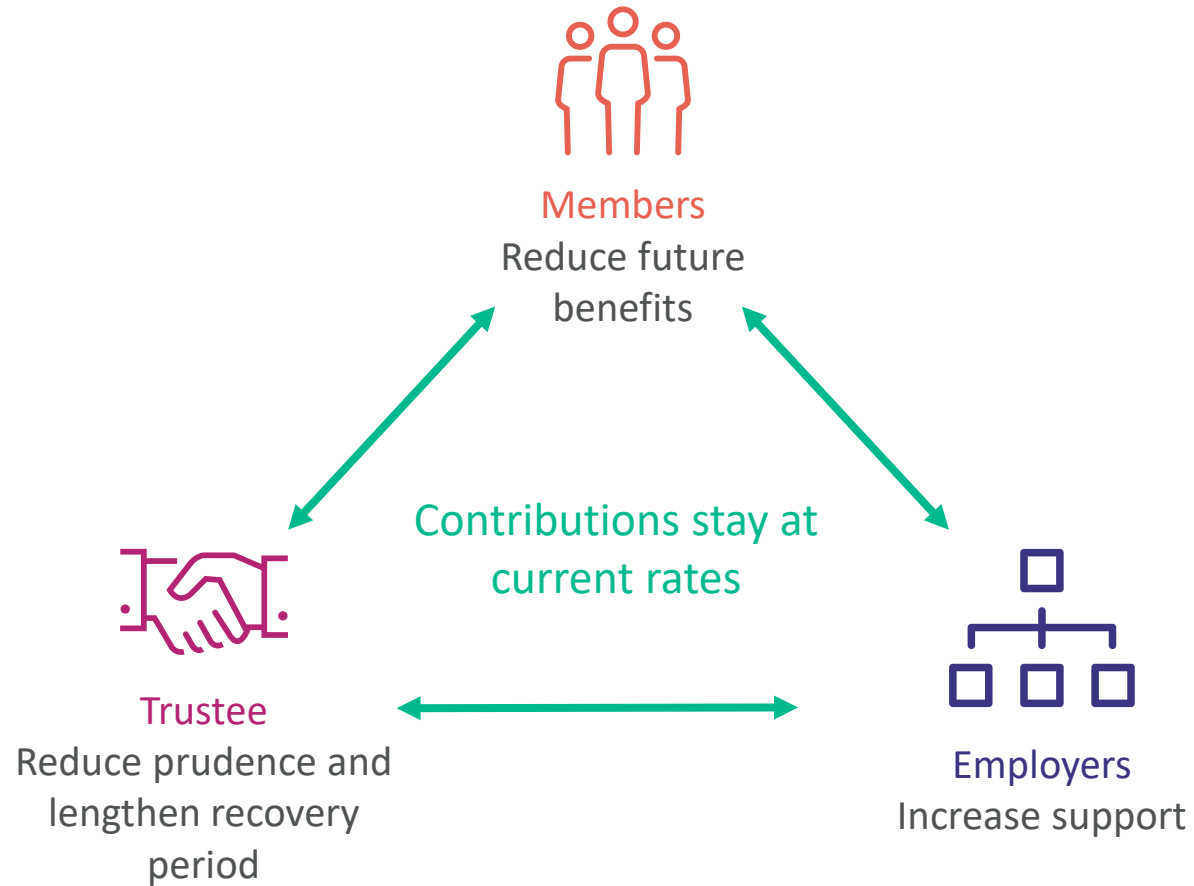 Members
Reduce future
benefits
Contributions stay at
current rates
Trustee
Reduce prudence and
lengthen recovery
period
Employers
Increase support